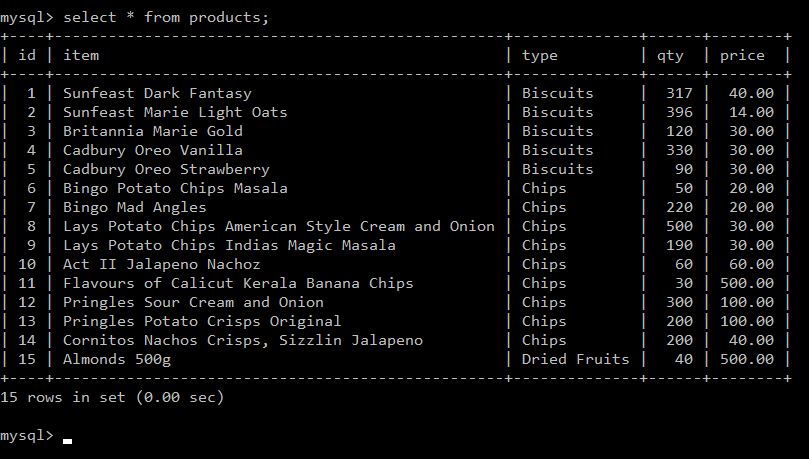 mysql> select * from products;
+----+------------------------------------------------+--------------+------+--------+
| id | item                                           | type         | qty  | price  |
+----+------------------------------------------------+--------------+------+--------+
|  1 | Sunfeast Dark Fantasy                          | Biscuits     |  317 |  40.00 |
|  2 | Sunfeast Marie Light Oats                      | Biscuits     |  396 |  14.00 |
|  3 | Britannia Marie Gold                           | Biscuits     |  120 |  30.00 |
|  4 | Cadbury Oreo Vanilla                           | Biscuits     |  330 |  30.00 |
|  5 | Cadbury Oreo Strawberry                        | Biscuits     |   90 |  30.00 |
|  6 | Bingo Potato Chips Masala                      | Chips        |   50 |  20.00 |
|  7 | Bingo Mad Angles                               | Chips        |  220 |  20.00 |
|  8 | Lays Potato Chips American Style Cream and Onion | Chips        |  500 |  30.00 |
|  9 | Lays Potato Chips Indias Magic Masala          | Chips        |  190 |  30.00 |
| 10 | Act II Jalapeno Nachoz                         | Chips        |   60 |  60.00 |
| 11 | Flavours of Calicut Kerala Banana Chips        | Chips        |   30 | 500.00 |
| 12 | Pringles Sour Cream and Onion                  | Chips        |  300 | 100.00 |
| 13 | Pringles Potato Crisps Original                | Chips        |  200 | 100.00 |
| 14 | Cornitos Nachos Crisps, Sizzlin Jalapeno       | Chips        |  200 |  40.00 |
| 15 | Almonds 500g                                   | Dried Fruits |   40 | 500.00 |
+----+------------------------------------------------+--------------+------+--------+
15 rows in set (0.00 sec)
mysql>